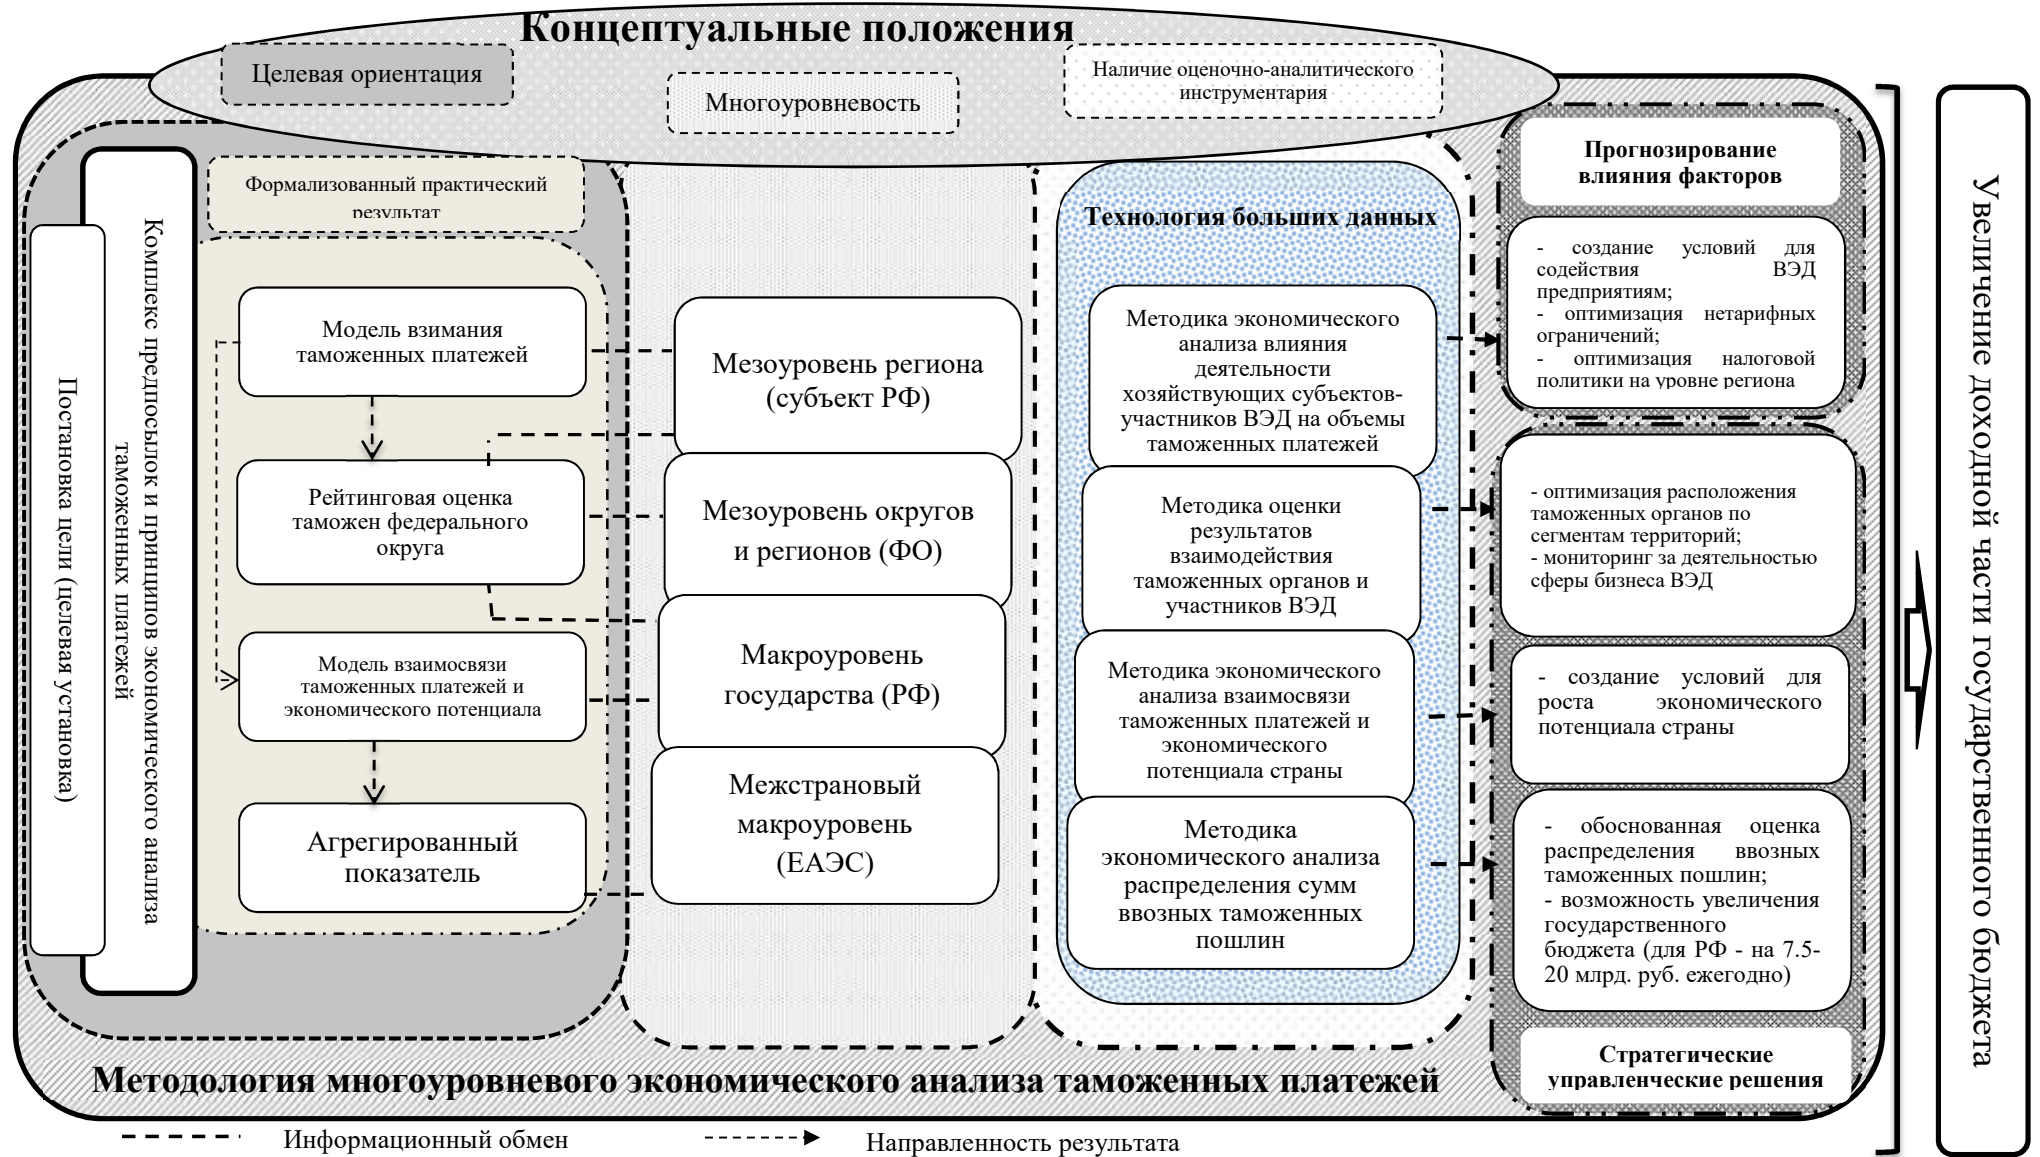 Концептуальные положения
Целевая ориентация
Многоуровневость
Наличие оценочно-аналитического
инструментария
Постановка цели (целевая установка)
Комплекс предпосылок и принципов экономического анализа
таможенных платежей
Формализованный практический
результат
Модель взимания
таможенных платежей
Рейтинговая оценка
таможен федерального
округа
Модель взаимосвязи
таможенных платежей и
экономического потенциала
Агрегированный
показатель
Мезоуровень региона
(субъект РФ)
Мезоуровень округов
и регионов (ФО)
Макроуровень
государства (РФ)
Межстрановый
макроуровень
(ЕАЭС)
Технология больших данных
Методика экономического
анализа влияния
деятельности
хозяйствующих субъектов-
участников ВЭД на объемы
таможенных платежей
Методика оценки
результатов
взаимодействия
таможенных органов и
участников ВЭД
Методика экономического
анализа взаимосвязи
таможенных платежей и
экономического
потенциала страны
Методика
экономического анализа
распределения сумм
ввозных таможенных
пошлин
Прогнозирование
влияния факторов
- создание условий для
содействия ВЭД
предприятиям;
- оптимизация нетарифных
ограничений;
- оптимизация налоговой
политики на уровне региона
- оптимизация расположения
таможенных органов по
сегментам территорий;
- мониторинг за деятельностью
сферы бизнеса ВЭД
- создание условий для
роста экономического
потенциала страны
- обоснованная оценка
распределения ввозных
таможенных пошлин;
- возможность увеличения
государственного
бюджета (для РФ - на 7.5-
20 млрд. руб. ежегодно)
Стратегические
управленческие решения
Увеличение доходной части государственного бюджета
Методология многоуровневого экономического анализа таможенных платежей
Информационный обмен
Направленность результата